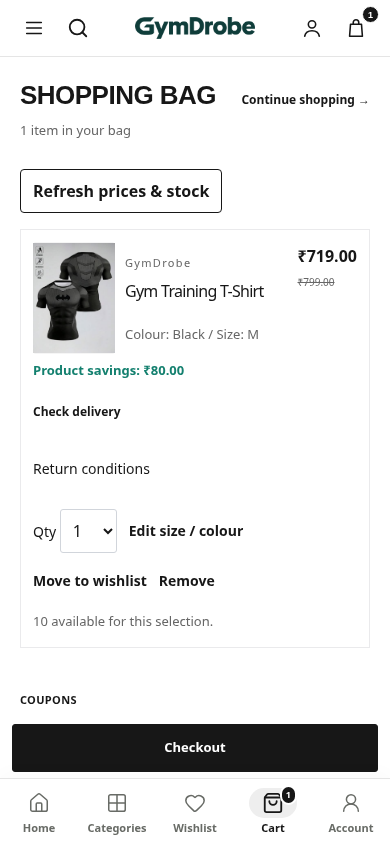 GymDrobe
1
SHOPPING BAG
Continue shopping →
1 item in your bag
Refresh prices & stock
GymDrobe
₹719.00
₹799.00
Gym Training T-Shirt
Colour: Black / Size: M
Product savings: ₹80.00
Check delivery
Return conditions
Qty 1 Edit size / colour
Move to wishlist Remove
10 available for this selection.
COUPONS
Checkout
1
Home Categories Wishlist Cart Account